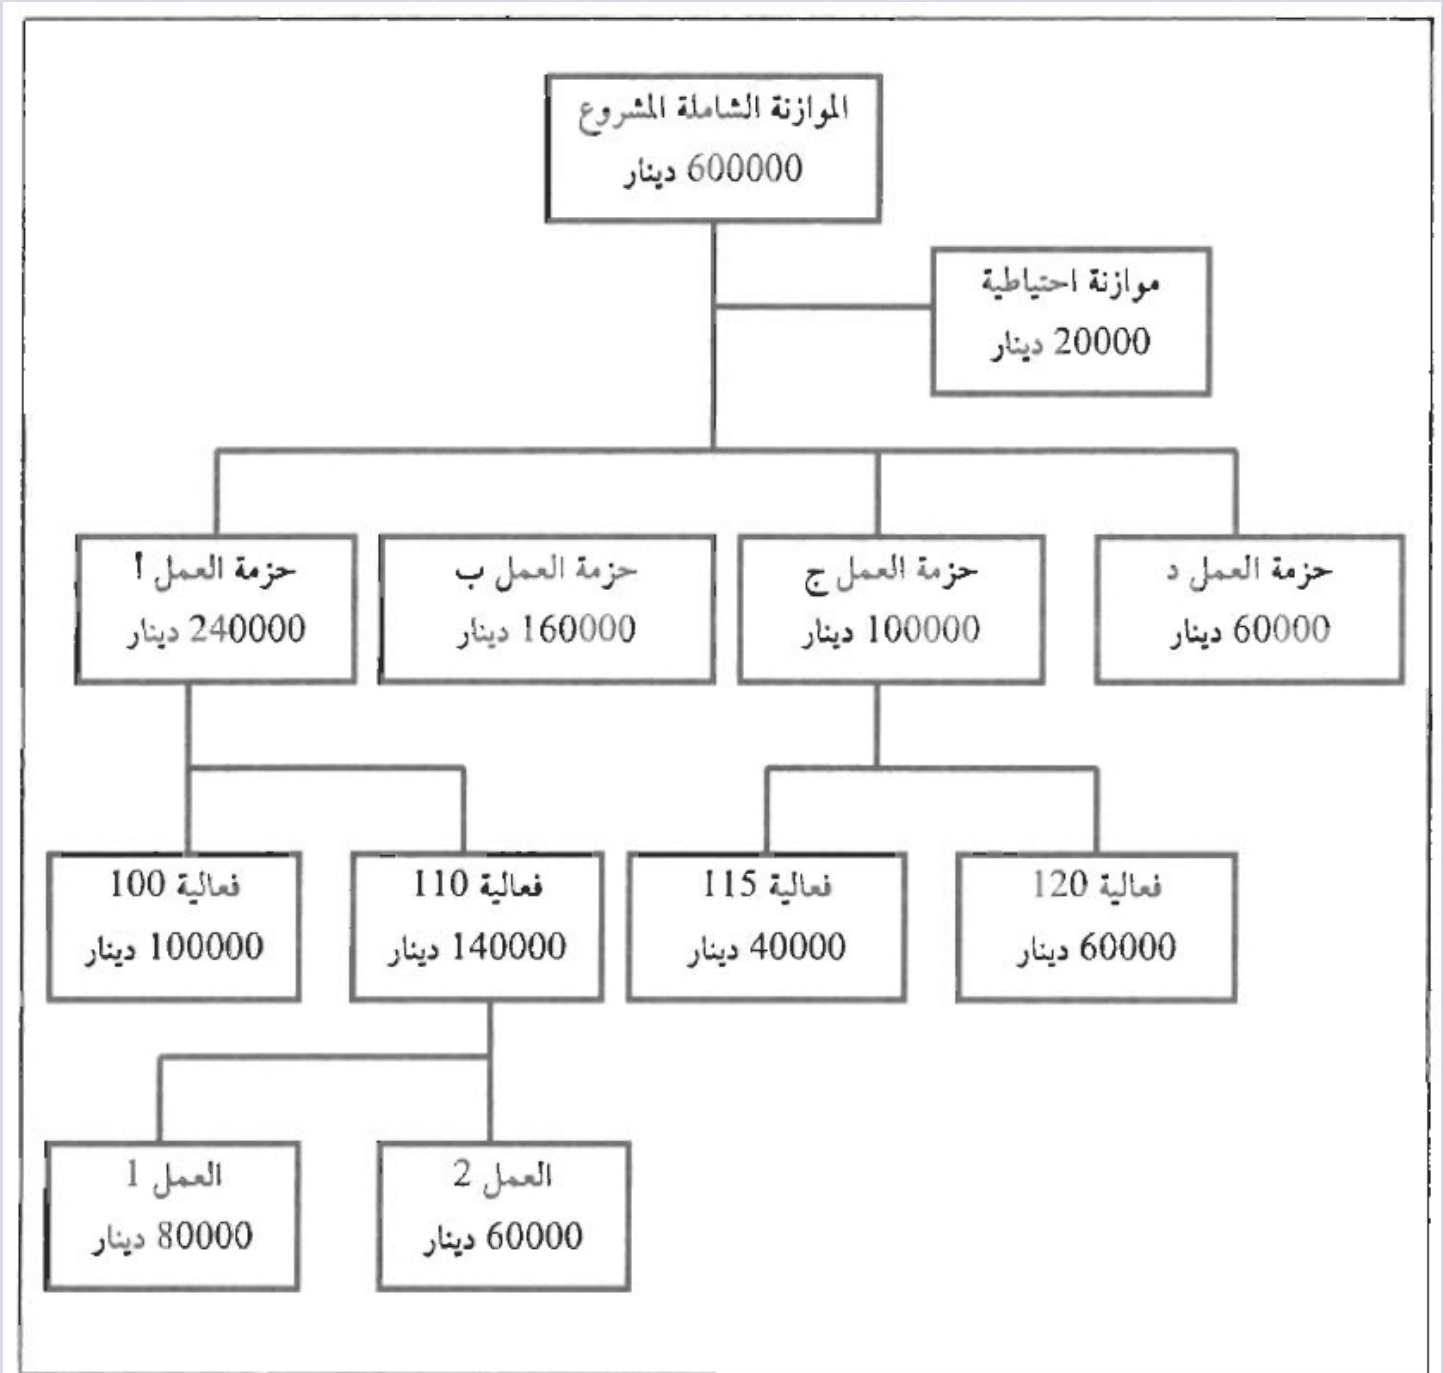 الموازنة الشاملة المشروع
600000 دينار
موازنة احتياطية
20000 دينار
حزمة العمل أ
240000 دينار
حزمة العمل ب
160000 دينار
حزمة العمل ج
100000 دينار
حزمة العمل د
60000 دينار
فعالية 100
100000 دينار
فعالية 110
140000 دينار
فعالية 115
40000 دينار
فعالية 120
60000 دينار
العمل 1
80000 دينار
العمل 2
60000 دينار